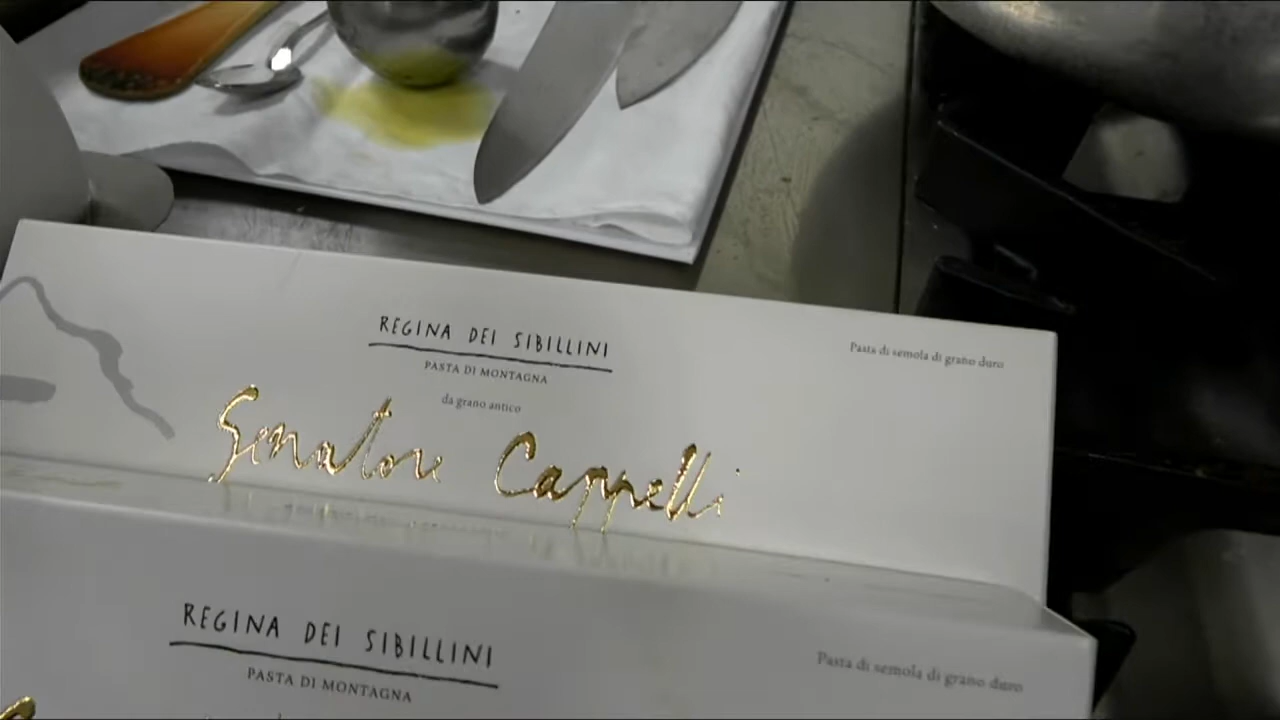 REGINA DEI SIBILLINI
PASTA DI MONTAGNA
da grano antico
Senatore Cappelli
Pasta di semola di grano duro
REGINA DEI SIBILLINI
PASTA DI MONTAGNA
Pasta di semola di grano duro